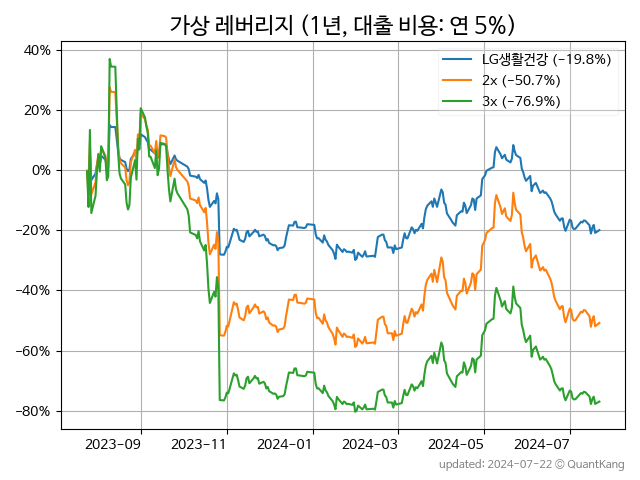 가상 레버리지 (1년, 대출 비용: 연 5%)
LG생활건강 (−19.8%)
2x (−50.7%)
3x (−76.9%)
40%
20%
0%
−20%
−40%
−60%
−80%
2023-09
2023-11
2024-01
2024-03
2024-05
2024-07
updated: 2024-07-22 © QuantKang